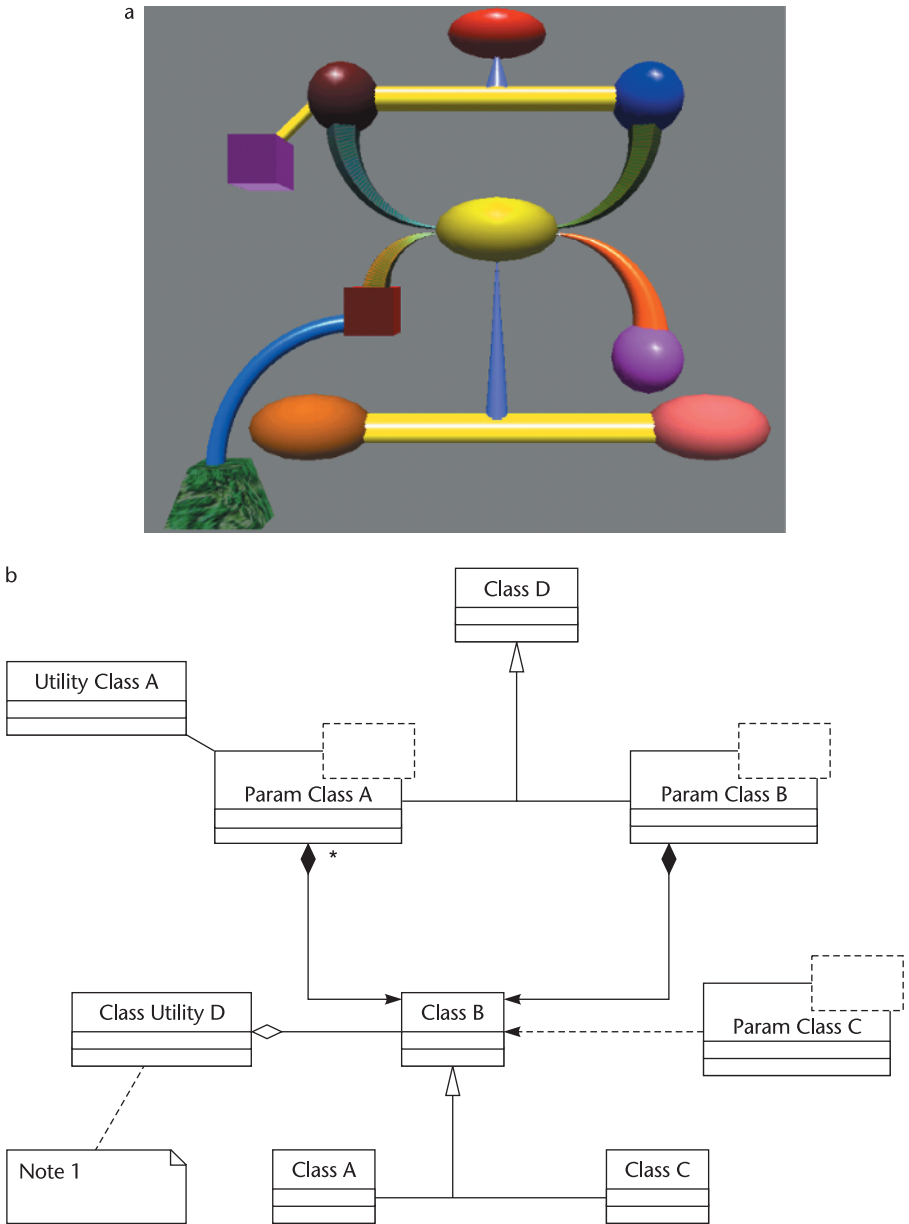 a
b
Class D
Utility Class A
Param Class A
Param Class B
*
Class Utility D
Class B
Param Class C
Note 1
Class A
Class C